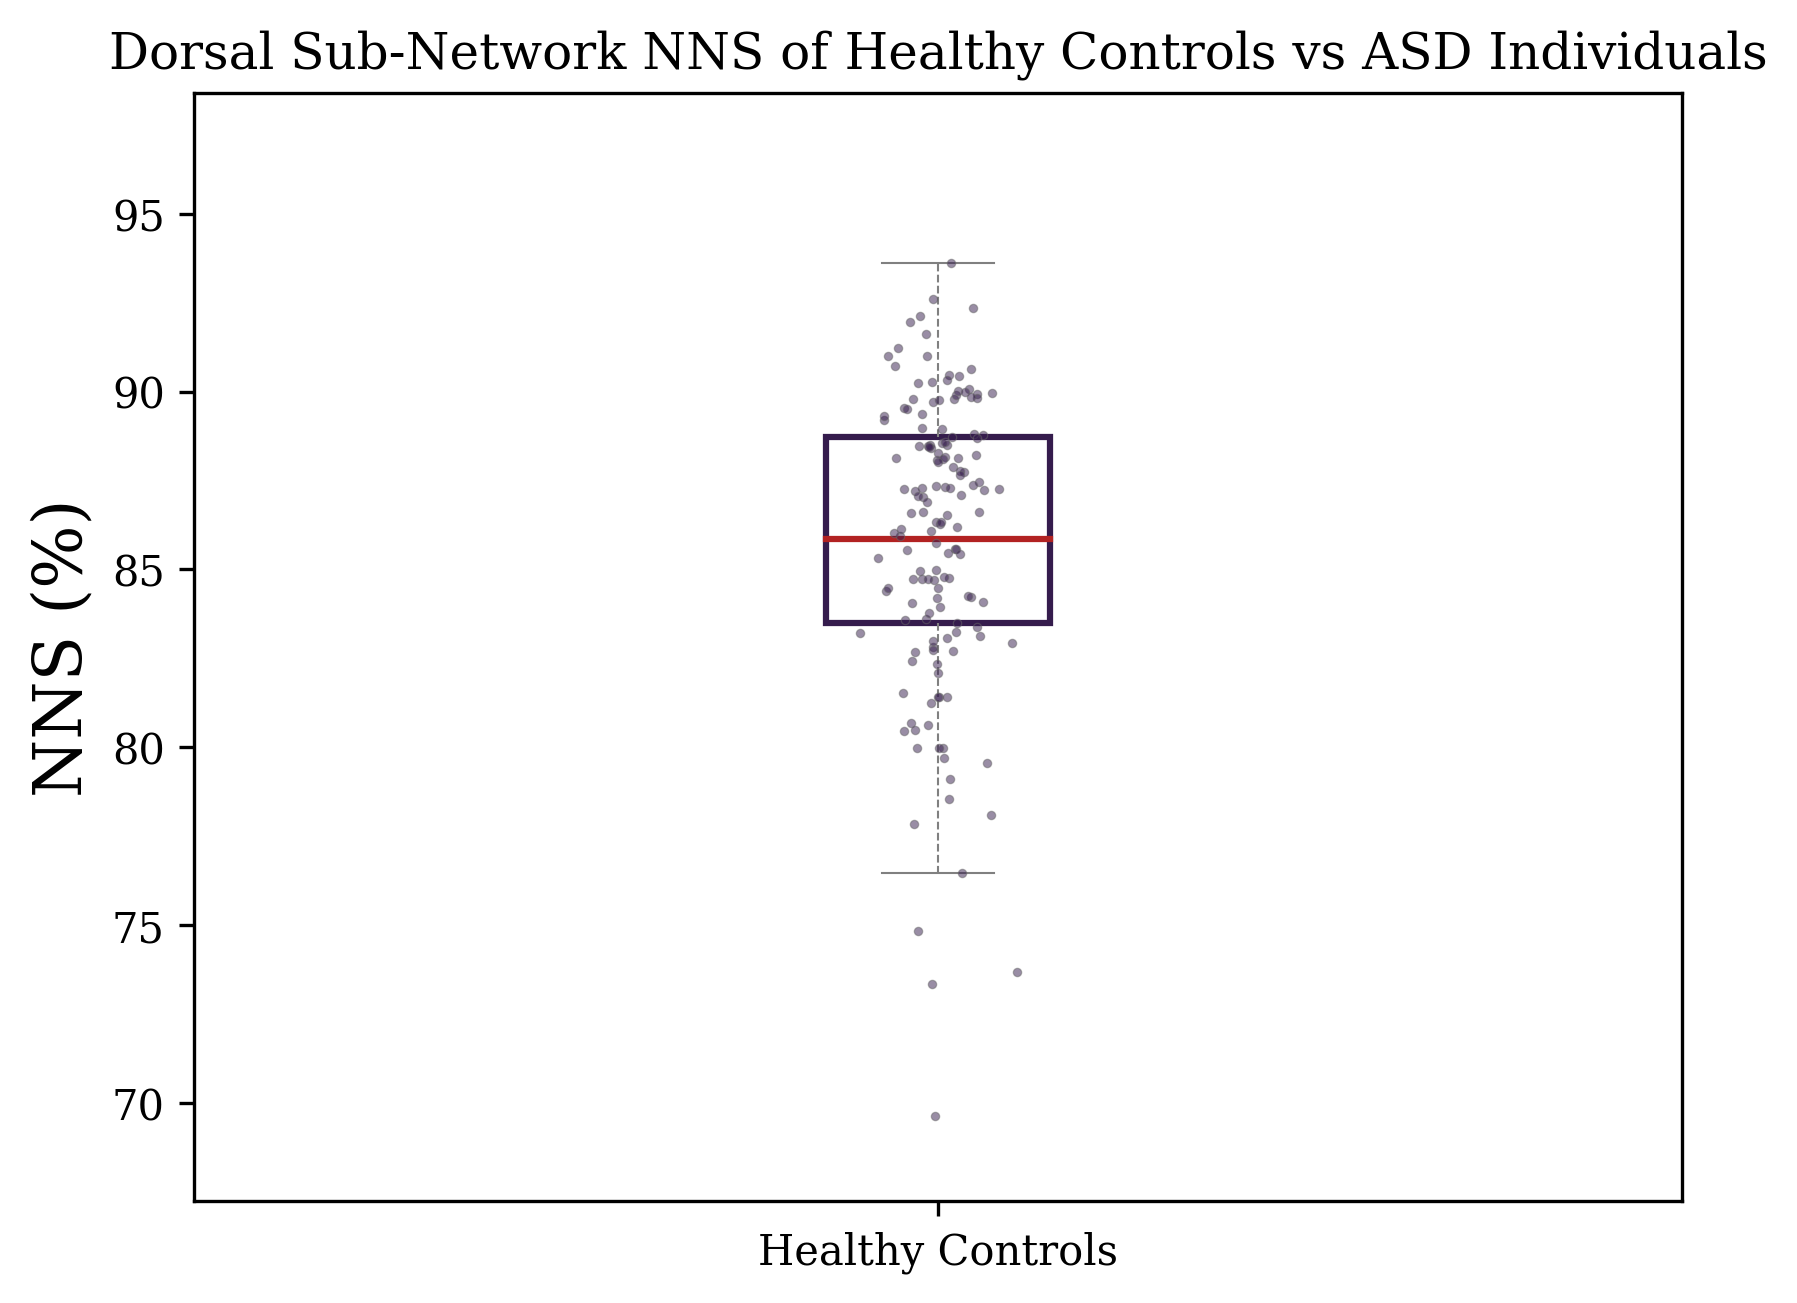 Dorsal Sub-Network NNS of Healthy Controls vs ASD Individuals
NNS (%)
95
90
85
80
75
70
Healthy Controls